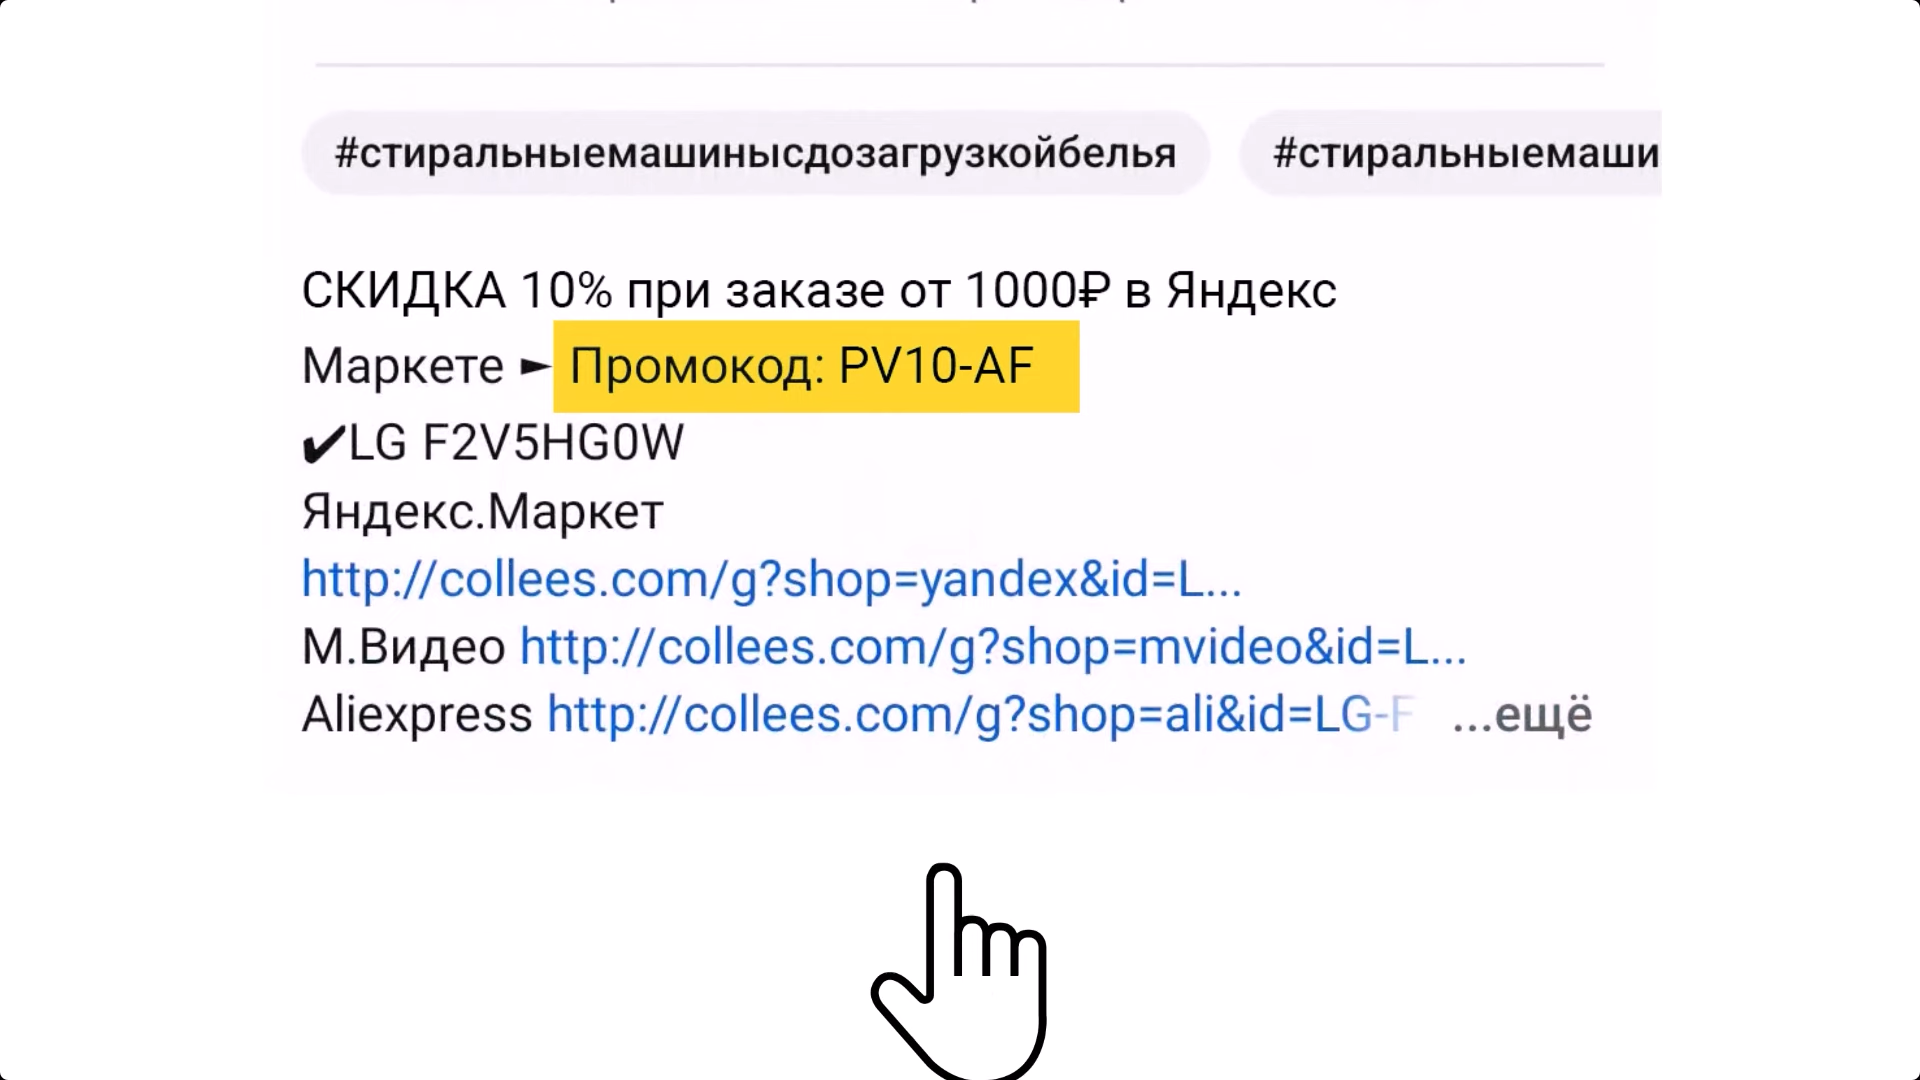 #стиральныемашинысдозагрузкойбелья #стиральныемаши
СКИДКА 10% при заказе от 1000₽ в Яндекс
Маркете ► Промокод: PV10-AF
✔LG F2V5HG0W
Яндекс.Маркет
http://collees.com/g?shop=yandex&id=L...
М.Видео http://collees.com/g?shop=mvideo&id=L...
Aliexpress http://collees.com/g?shop=ali&id=LG-F ...ещё